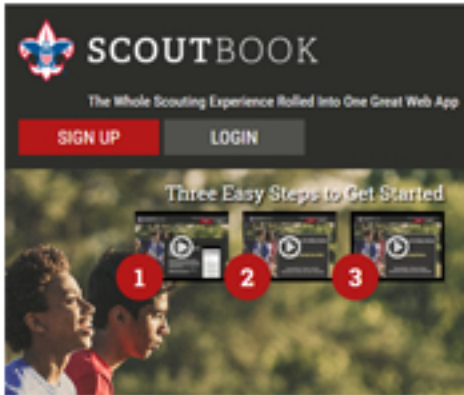 SCOUTBOOK
The Whole Scouting Experience Rolled Into One Great Web App
SIGN UP
LOGIN
Three Easy Steps to Get Started
1
2
3